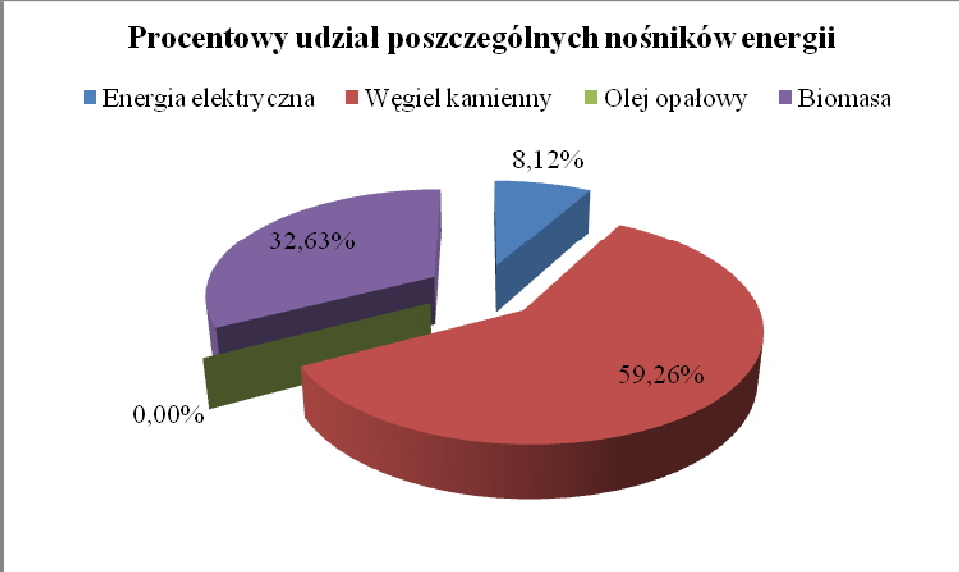 Procentowy udział poszczególnych nośników energii
Energia elektryczna Węgiel kamienny Olej opałowy Biomasa
8,12%
32,63%
59,26%
0,00%